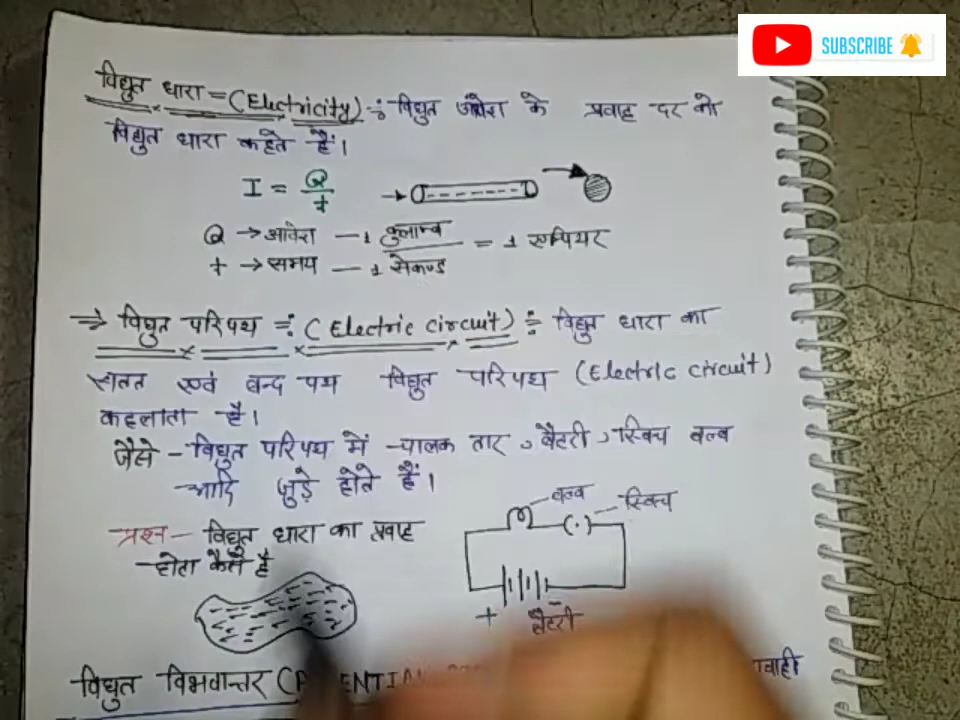 SUBSCRIBE
विद्युत धारा = (Electricity) ÷ विद्युत आवेश के प्रवाह दर को
विद्युत धारा कहते हैं।
I = Q/t
Q → आवेश — 1 कुलाम्ब = 1 एम्पियर
t → समय — 1 सेकण्ड
⇒ विद्युत परिपथ ÷ (Electric circuit) ÷ विद्युत धारा का
सतत एवं बन्द पथ विद्युत परिपथ (Electric circuit)
कहलाता है।
जैसे - विद्युत परिपथ में चालक तार, बैटरी, स्विच बल्ब
आदि जुड़े होते हैं।
बल्ब
स्विच
प्रश्न - विद्युत धारा का प्रवाह
होता कैसे है
+ −
बैटरी
विद्युत विभवान्तर